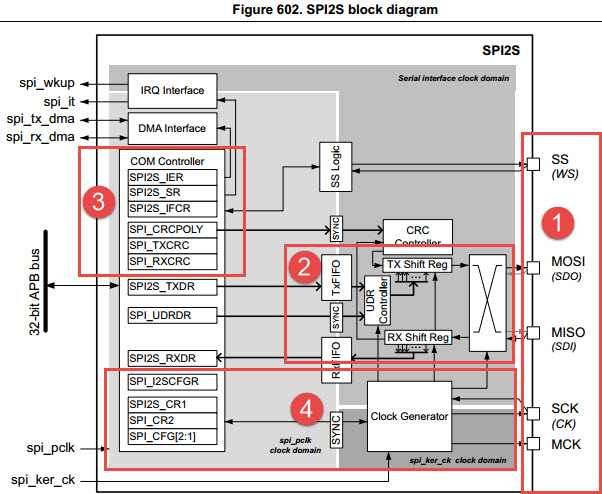 Figure 602. SPI2S block diagram
SPI2S
Serial interface clock domain
spi_wkup
spi_it
spi_tx_dma
spi_rx_dma
IRQ Interface
DMA Interface
COM Controller
SPI2S_IER
SPI2S_SR
SPI2S_IFCR
SPI_CRCPOLY
SPI_TXCRC
SPI_RXCRC
SPI2S_TXDR
SPI_UDRDR
SPI2S_RXDR
SPI_I2SCFGR
SPI2S_CR1
SPI_CR2
SPI_CFG[2:1]
3
32-bit APB bus
spi_pclk
spi_ker_ck
SS Logic
SYNC
CRC
Controller
2
TxFIFO
TX Shift Reg
UDR
Controller
SYNC
RX Shift Reg
RxFIFO
4
SYNC
Clock Generator
spi_pclk
clock domain
spi_ker_ck clock domain
SS
(WS)
1
MOSI
(SDO)
MISO
(SDI)
SCK
(CK)
MCK